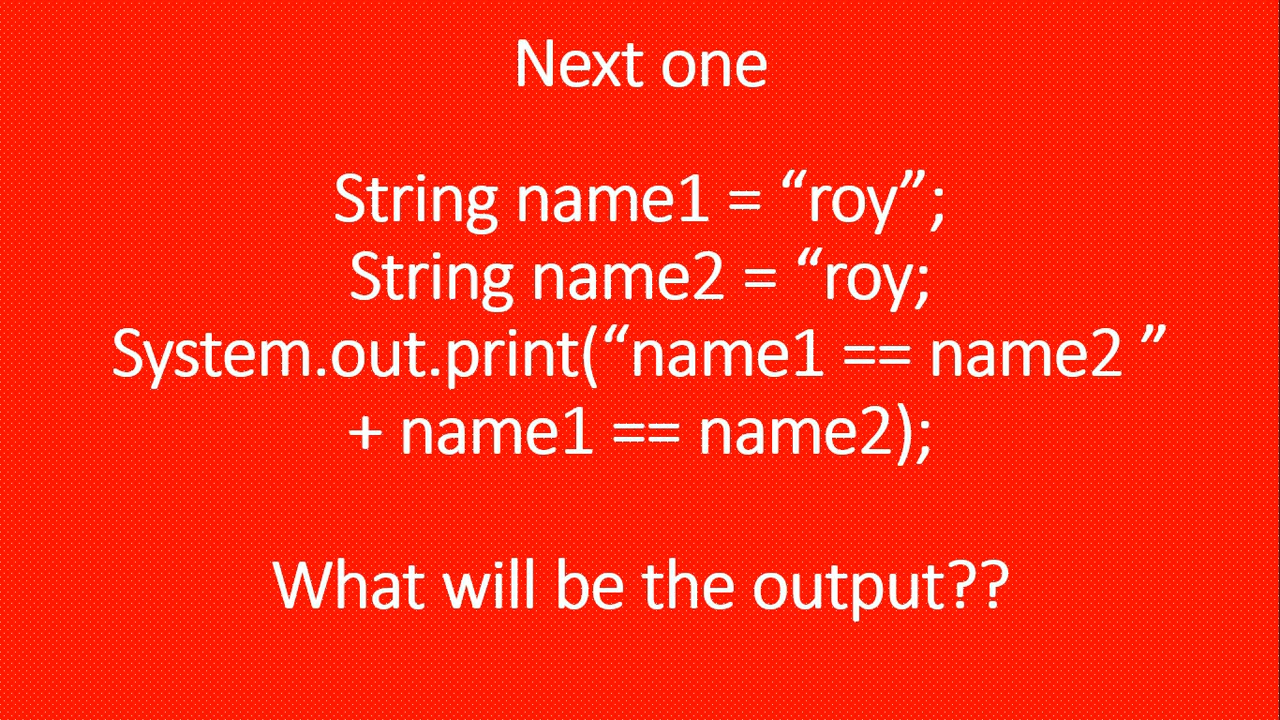 Next one
String name1 = “roy”;
String name2 = “roy;
System.out.print(“name1 == name2 ”
+ name1 == name2);
What will be the output??